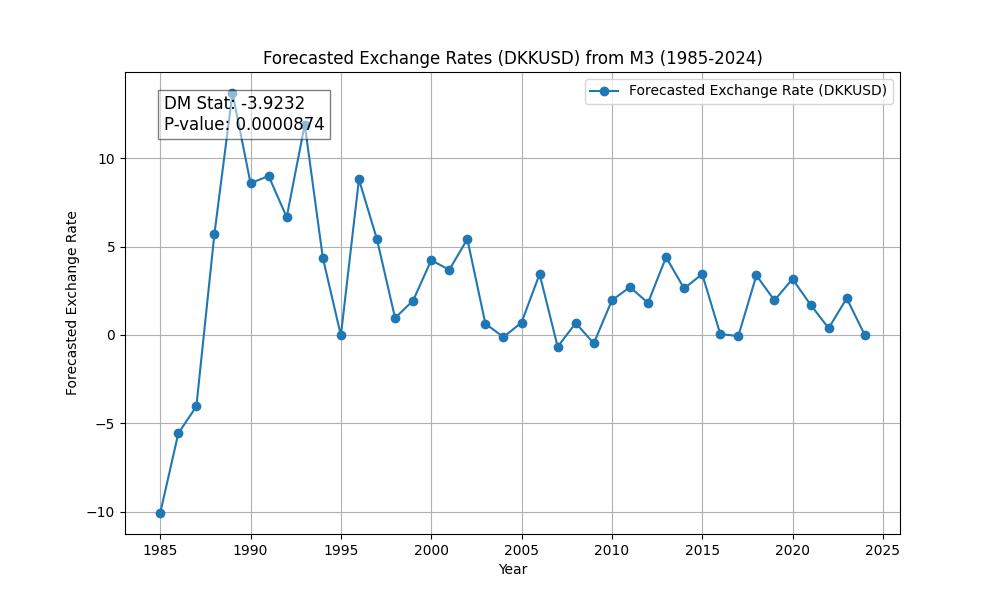 Forecasted Exchange Rates (DKKUSD) from M3 (1985-2024)
DM Stat: -3.9232
P-value: 0.0000874
Forecasted Exchange Rate (DKKUSD)
Forecasted Exchange Rate
10
5
0
−5
−10
1985 1990 1995 2000 2005 2010 2015 2020 2025
Year